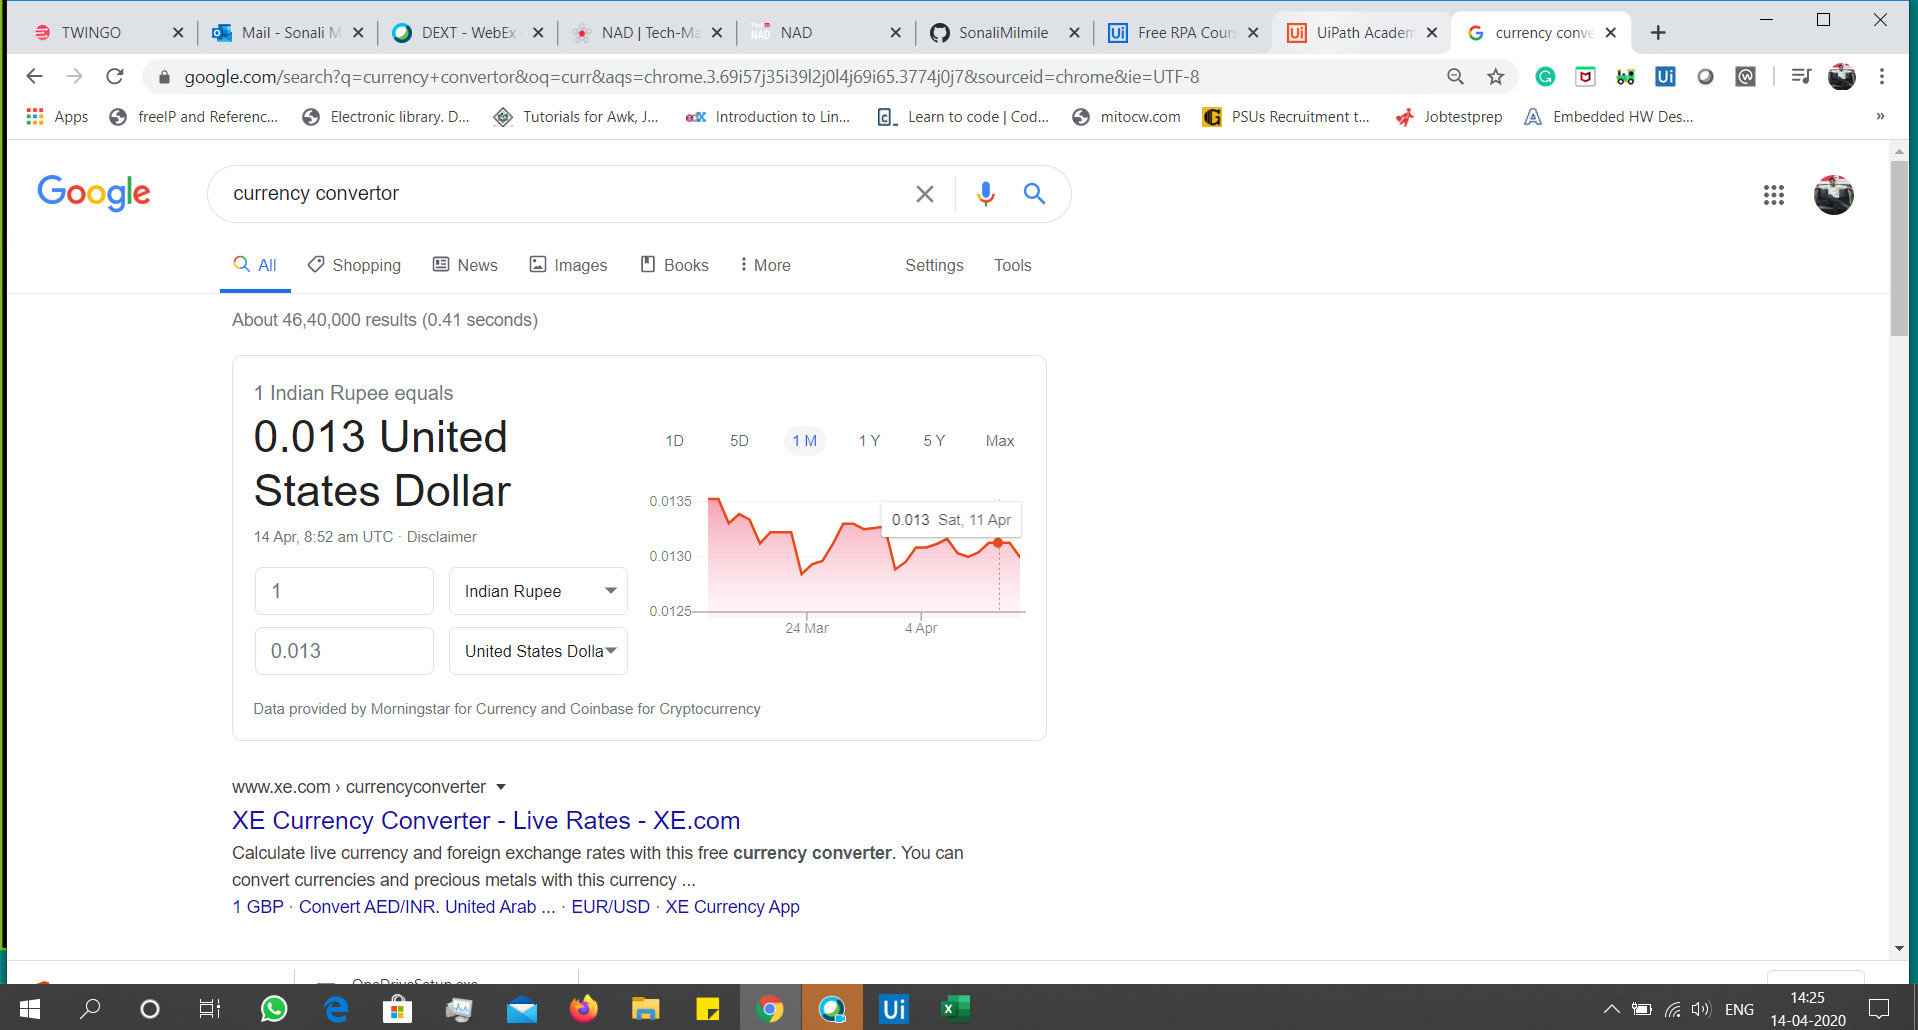 TWINGO
Mail - Sonali M
DEXT - WebEx
NAD | Tech-Ma
NAD
SonaliMilmile
Free RPA Cour
UiPath Academ
currency conve
google.com/search?q=currency+convertor&oq=curr&aqs=chrome.3.69i57j35i39l2j0l4j69i65.3774j0j7&sourceid=chrome&ie=UTF-8
Apps
freeIP and Referenc...
Electronic library. D...
Tutorials for Awk, J...
Introduction to Lin...
Learn to code | Cod...
mitocw.com
PSUs Recruitment t...
Jobtestprep
Embedded HW Des...
»
Google
currency convertor
All
Shopping
News
Images
Books
More
Settings
Tools
About 46,40,000 results (0.41 seconds)
1 Indian Rupee equals
0.013 United
States Dollar
14 Apr, 8:52 am UTC · Disclaimer
1
Indian Rupee
0.013
United States Dolla
1D
5D
1 M
1 Y
5 Y
Max
0.0135
0.0130
0.0125
0.013 Sat, 11 Apr
24 Mar
4 Apr
Data provided by Morningstar for Currency and Coinbase for Cryptocurrency
www.xe.com › currencyconverter
XE Currency Converter - Live Rates - XE.com
Calculate live currency and foreign exchange rates with this free currency converter. You can
convert currencies and precious metals with this currency ...
1 GBP · Convert AED/INR. United Arab ... · EUR/USD · XE Currency App
OneDriveSetup.exe
Ui
ENG
14:25
14-04-2020